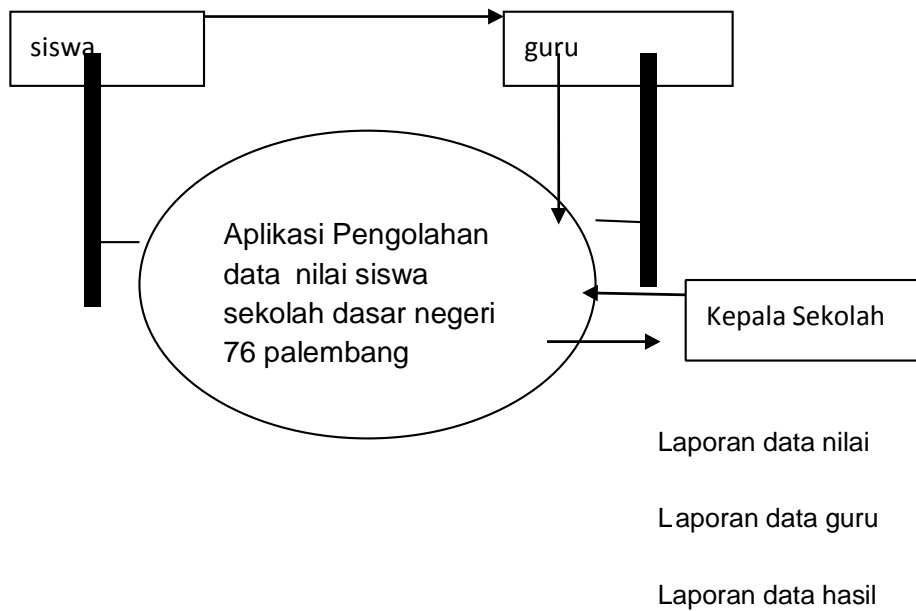 siswa
guru
Aplikasi Pengolahan
data nilai siswa
sekolah dasar negeri
76 palembang
Kepala Sekolah
Laporan data nilai
Laporan data guru
Laporan data hasil